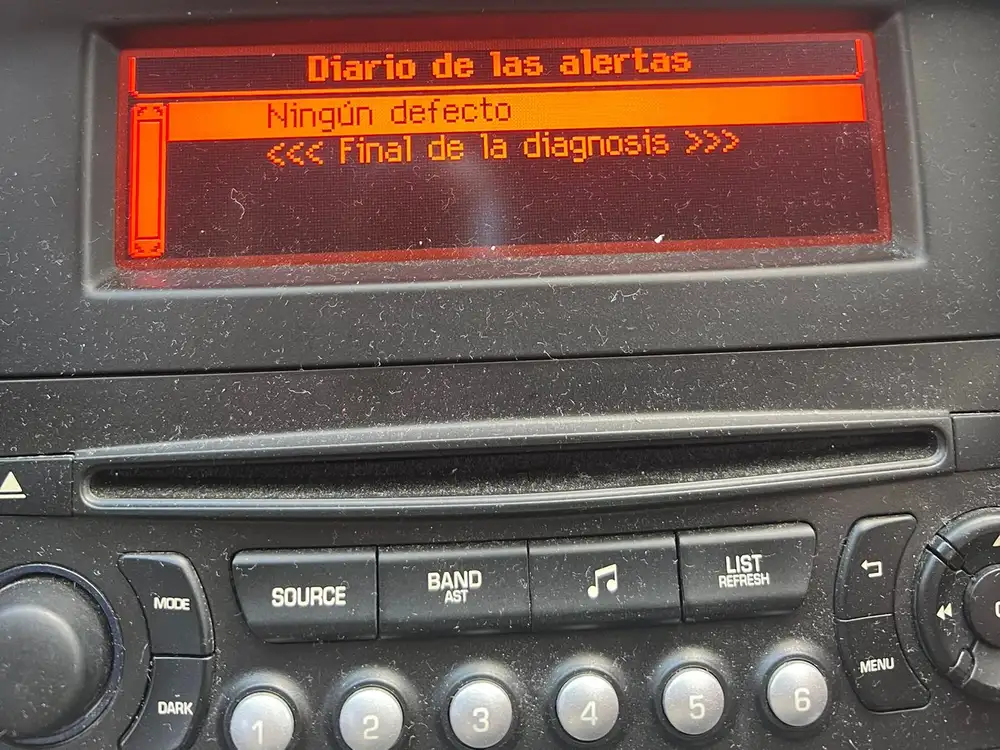 Diario de las alertas
Ningún defecto
<<< Final de la diagnosis >>>
SOURCE
BAND
AST
LIST
REFRESH
MODE
DARK
MENU
1
2
3
4
5
6